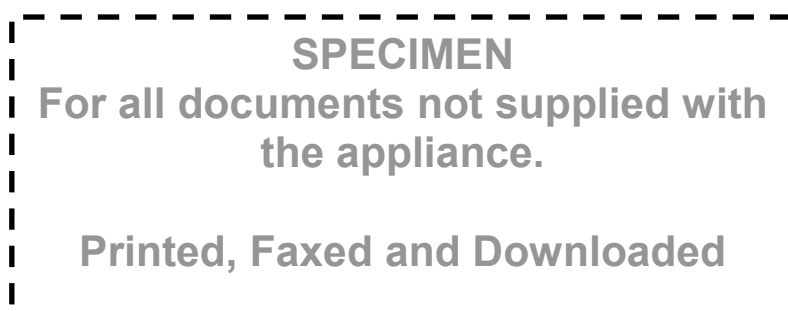 SPECIMEN
For all documents not supplied with
the appliance.
Printed, Faxed and Downloaded